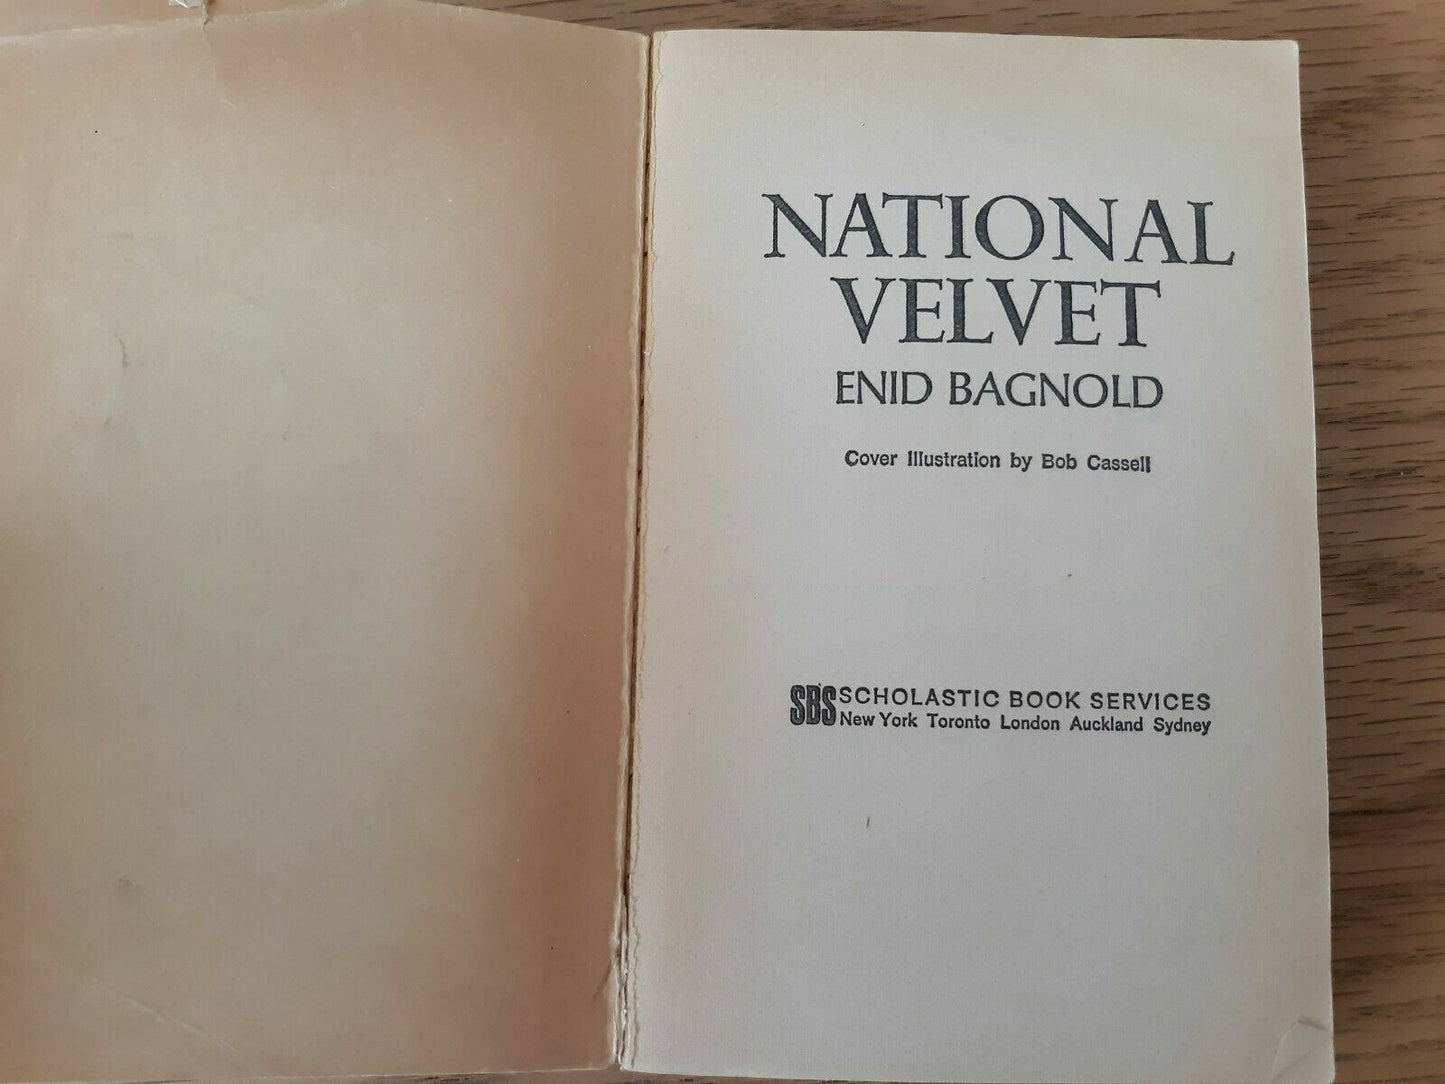 NATIONAL
VELVET
ENID BAGNOLD
Cover Illustration by Bob Cassell
SBS SCHOLASTIC BOOK SERVICES
New York Toronto London Auckland Sydney